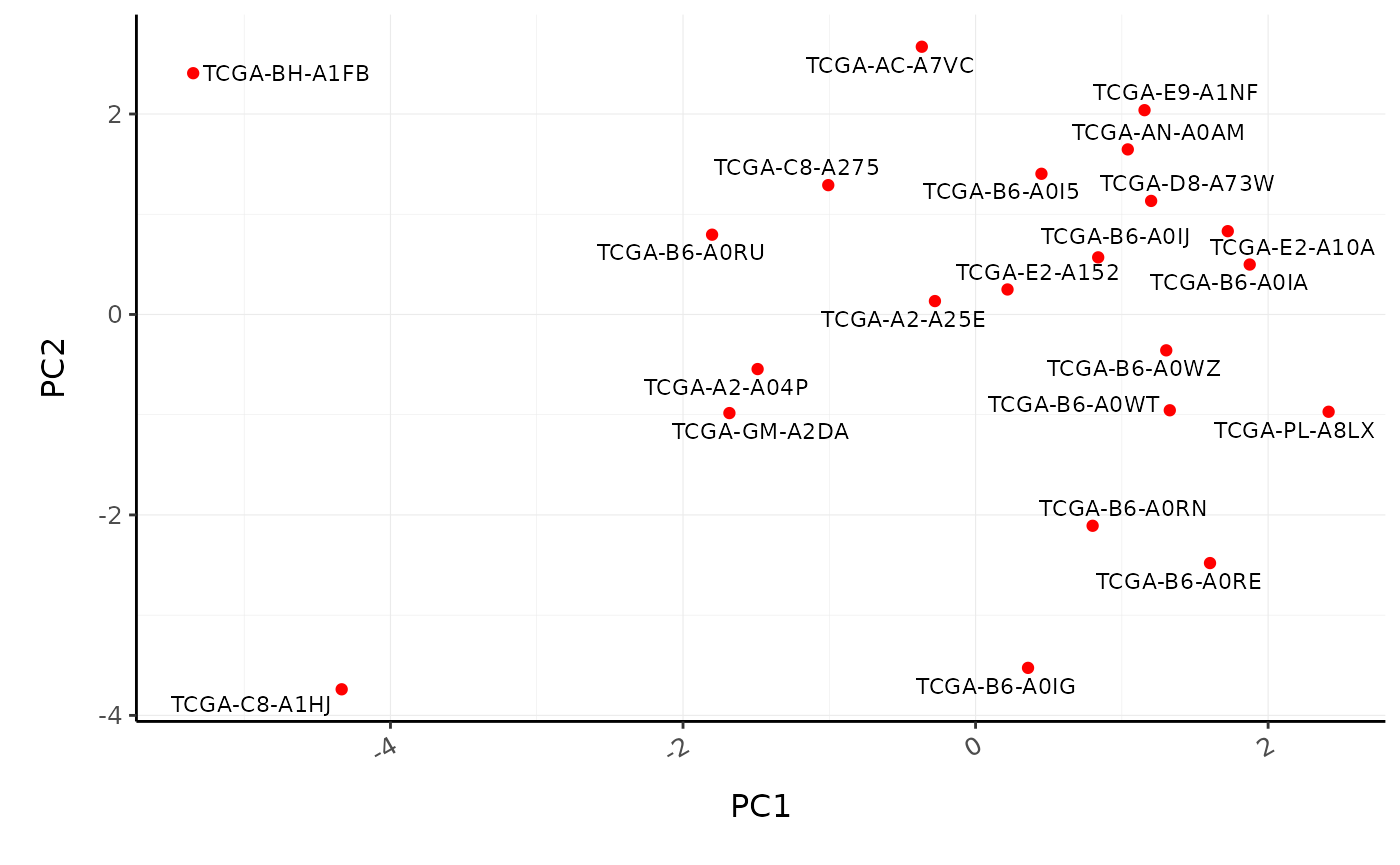 TCGA-BH-A1FB
TCGA-AC-A7VC
TCGA-E9-A1NF
TCGA-AN-A0AM
TCGA-C8-A275
TCGA-B6-A0I5
TCGA-D8-A73W
TCGA-B6-A0RU
TCGA-B6-A0IJ
TCGA-E2-A10A
TCGA-E2-A152
TCGA-B6-A0IA
TCGA-A2-A25E
TCGA-B6-A0WZ
TCGA-A2-A04P
TCGA-B6-A0WT
TCGA-GM-A2DA
TCGA-PL-A8LX
TCGA-B6-A0RN
TCGA-B6-A0RE
TCGA-B6-A0IG
TCGA-C8-A1HJ
2
0
-2
-4
PC2
-4
-2
0
2
PC1